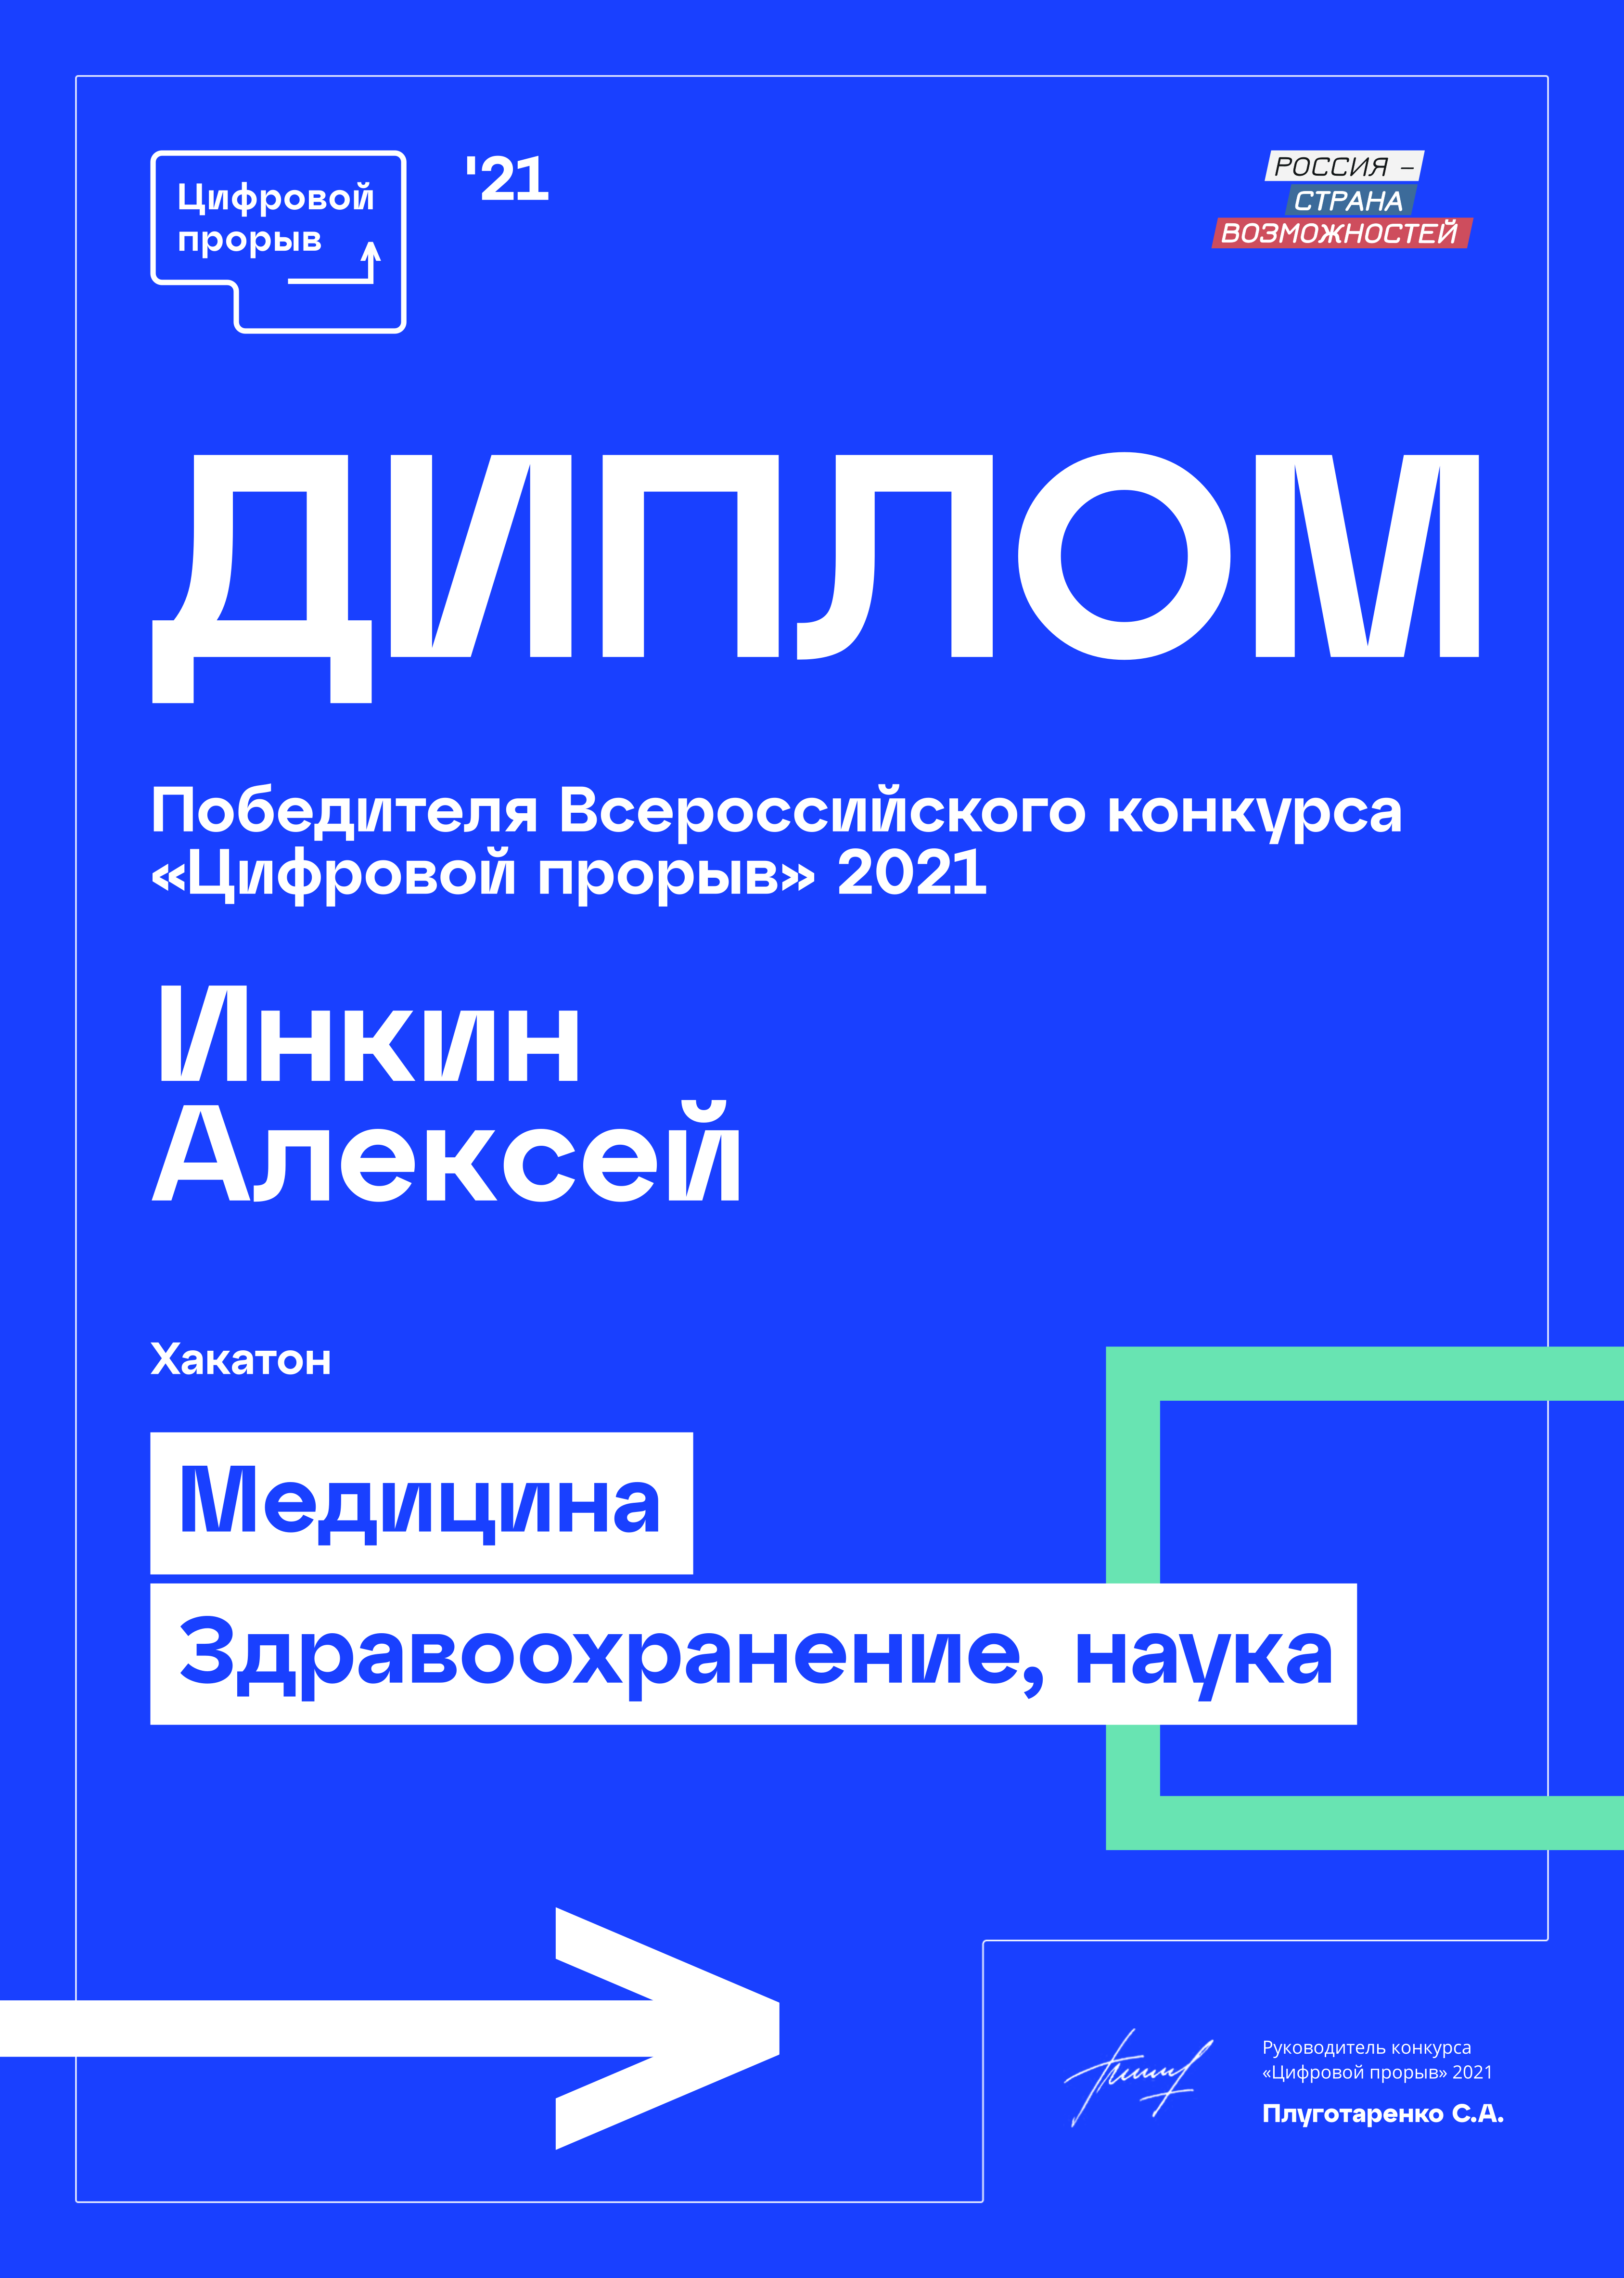 Цифровой
прорыв
'21
РОССИЯ –
СТРАНА
ВОЗМОЖНОСТЕЙ
ДИПЛОМ
Победителя Всероссийского конкурса
«Цифровой прорыв» 2021
Инкин
Алексей
Хакатон
Медицина
Здравоохранение, наука
Руководитель конкурса
«Цифровой прорыв» 2021
Плуготаренко С.А.